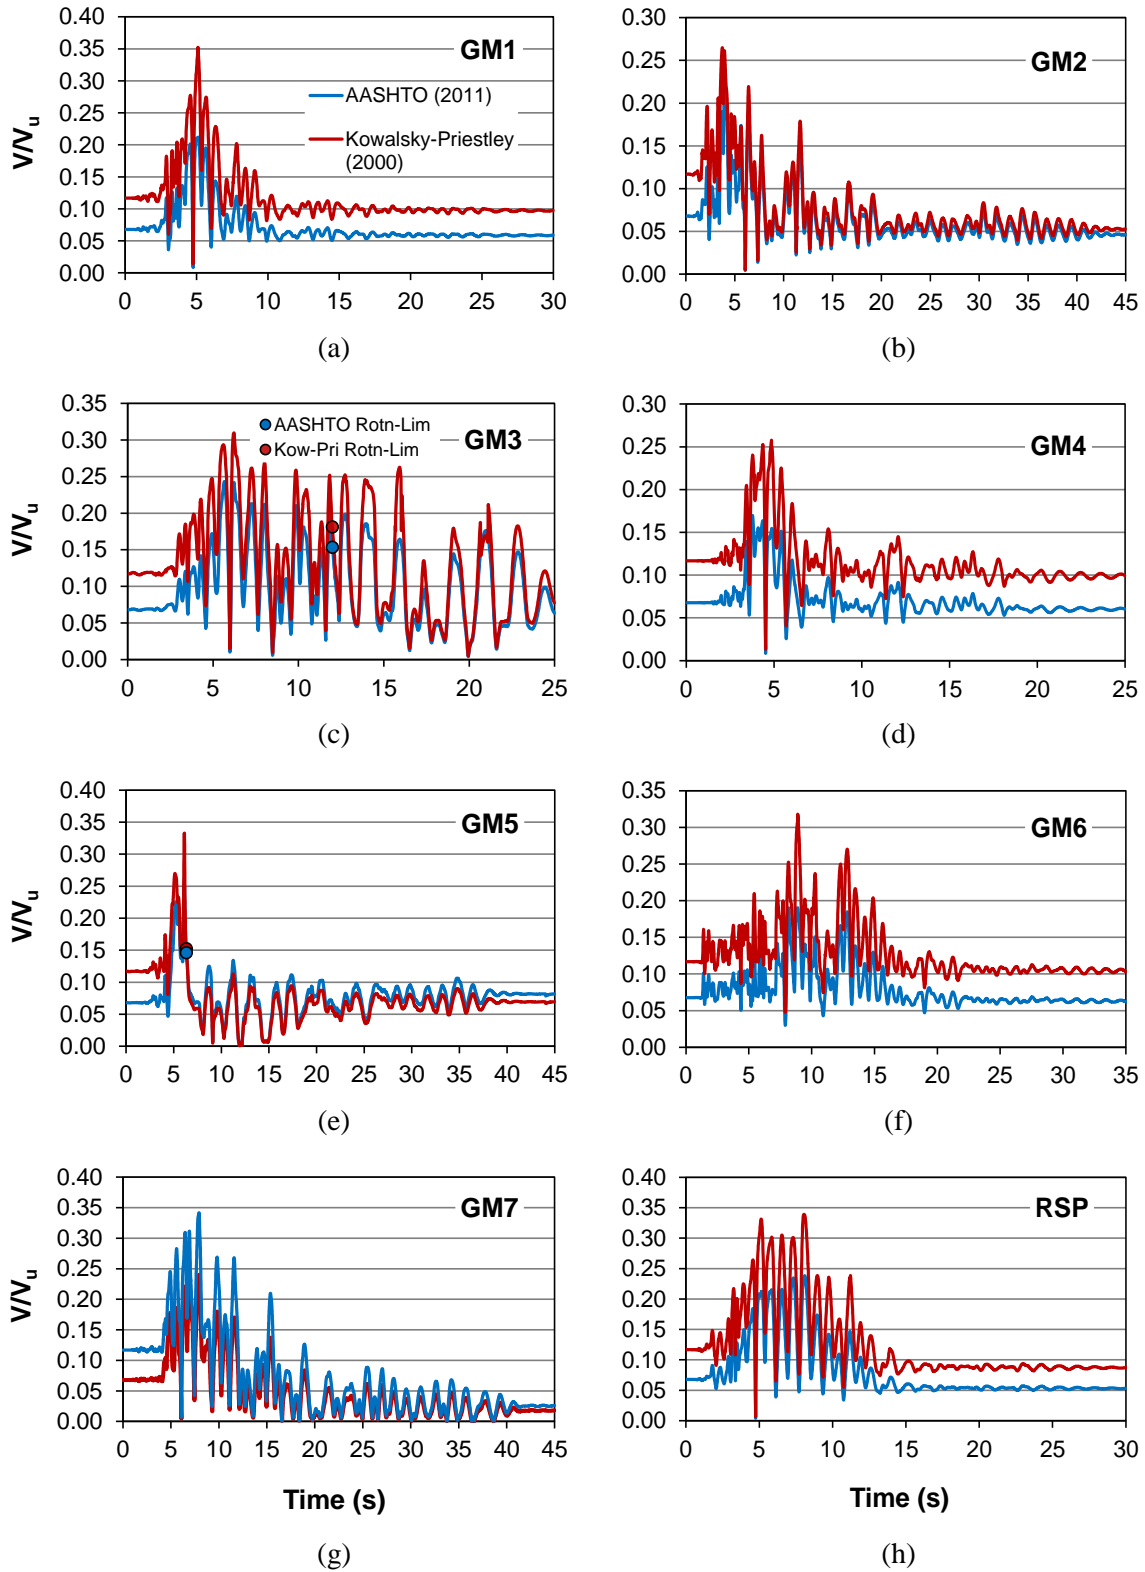 0.40
0.35
0.30
0.25
0.20
0.15
0.10
0.05
0.00
V/Vu
GM1
AASHTO (2011)
Kowalsky-Priestley
(2000)
0 5 10 15 20 25 30
(a)
0.30
0.25
0.20
0.15
0.10
0.05
0.00
GM2
0 5 10 15 20 25 30 35 40 45
(b)
0.35
0.30
0.25
0.20
0.15
0.10
0.05
0.00
V/Vu
AASHTO Rotn-Lim
Kow-Pri Rotn-Lim
GM3
0 5 10 15 20 25
(c)
0.30
0.25
0.20
0.15
0.10
0.05
0.00
GM4
0 5 10 15 20 25
(d)
0.40
0.35
0.30
0.25
0.20
0.15
0.10
0.05
0.00
V/Vu
GM5
0 5 10 15 20 25 30 35 40 45
(e)
0.35
0.30
0.25
0.20
0.15
0.10
0.05
0.00
GM6
0 5 10 15 20 25 30 35
(f)
0.40
0.35
0.30
0.25
0.20
0.15
0.10
0.05
0.00
V/Vu
GM7
0 5 10 15 20 25 30 35 40 45
Time (s)
(g)
0.40
0.35
0.30
0.25
0.20
0.15
0.10
0.05
0.00
RSP
0 5 10 15 20 25 30
Time (s)
(h)